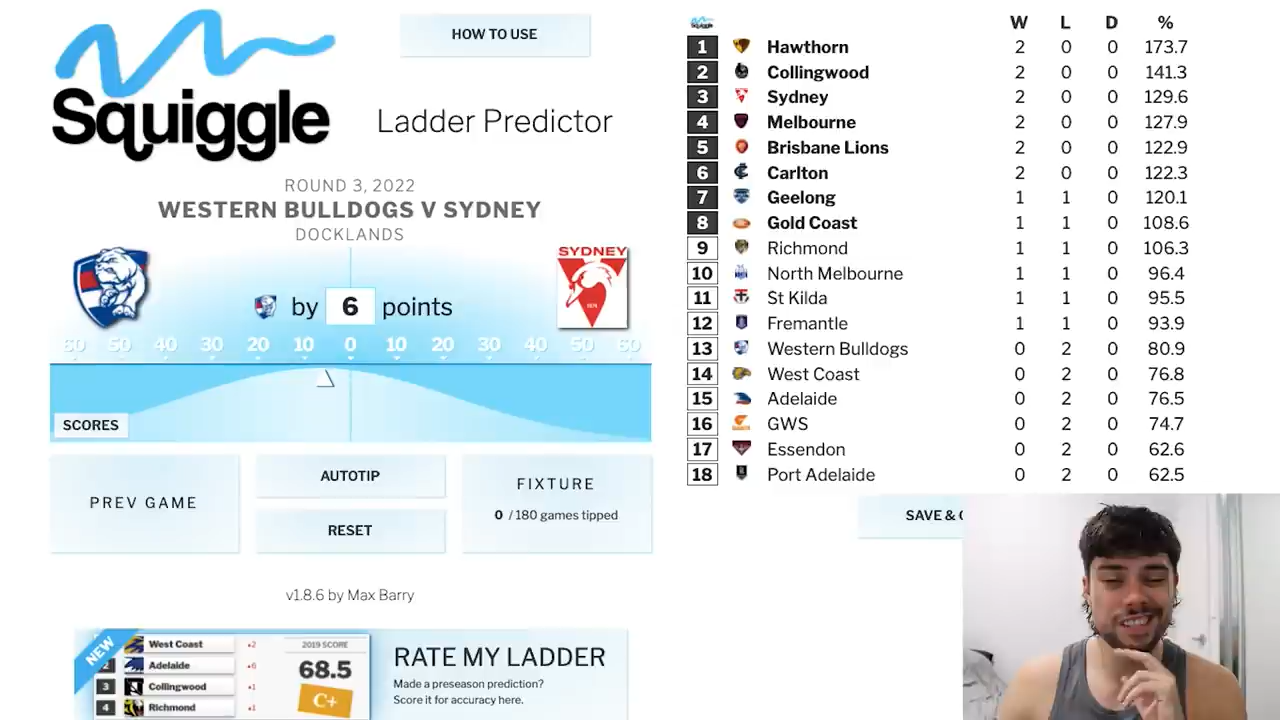 HOW TO USE
Squiggle
Ladder Predictor
ROUND 3, 2022
WESTERN BULLDOGS V SYDNEY
DOCKLANDS
SYDNEY
by 6 points
60 50 40 30 20 10 0 10 20 30 40 50 60
SCORES
PREV GAME
AUTOTIP
RESET
FIXTURE
0 / 180 games tipped
v1.8.6 by Max Barry
NEW
West Coast +2
2 Adelaide +6
3 Collingwood +1
4 Richmond +1
2019 SCORE
68.5
C+
RATE MY LADDER
Made a preseason prediction?
Score it for accuracy here.
W L D %
1 Hawthorn 2 0 0 173.7
2 Collingwood 2 0 0 141.3
3 Sydney 2 0 0 129.6
4 Melbourne 2 0 0 127.9
5 Brisbane Lions 2 0 0 122.9
6 Carlton 2 0 0 122.3
7 Geelong 1 1 0 120.1
8 Gold Coast 1 1 0 108.6
9 Richmond 1 1 0 106.3
10 North Melbourne 1 1 0 96.4
11 St Kilda 1 1 0 95.5
12 Fremantle 1 1 0 93.9
13 Western Bulldogs 0 2 0 80.9
14 West Coast 0 2 0 76.8
15 Adelaide 0 2 0 76.5
16 GWS 0 2 0 74.7
17 Essendon 0 2 0 62.6
18 Port Adelaide 0 2 0 62.5
SAVE &